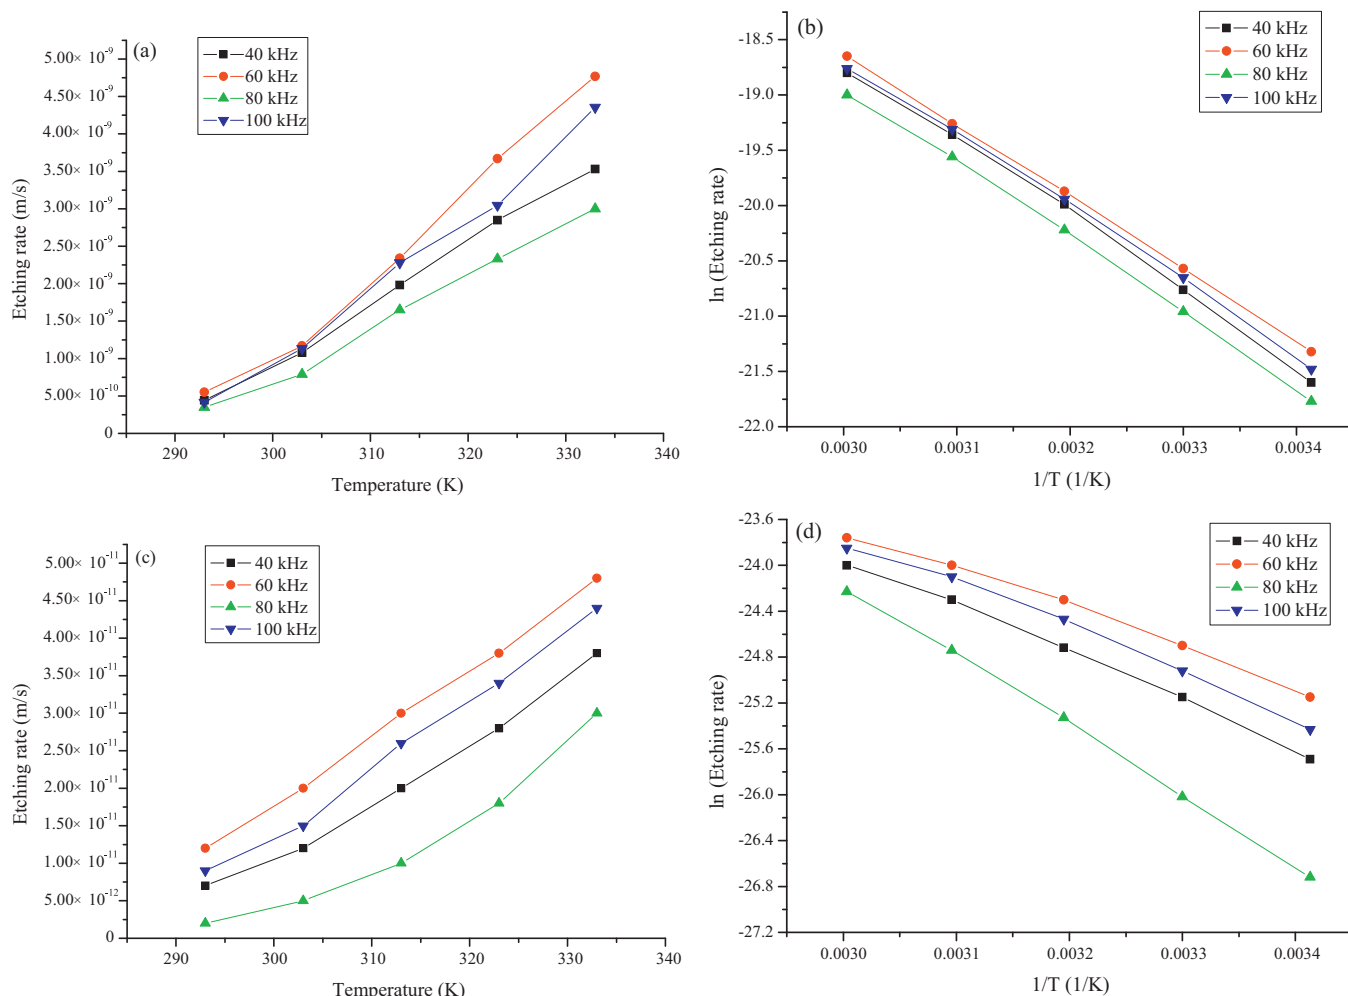 (a)
40 kHz
60 kHz
80 kHz
100 kHz
Etching rate (m/s)
5.00× 10⁻⁹
4.50× 10⁻⁹
4.00× 10⁻⁹
3.50× 10⁻⁹
3.00× 10⁻⁹
2.50× 10⁻⁹
2.00× 10⁻⁹
1.50× 10⁻⁹
1.00× 10⁻⁹
5.00× 10⁻¹⁰
0
290 300 310 320 330 340
Temperature (K)
(b)
40 kHz
60 kHz
80 kHz
100 kHz
ln (Etching rate)
-18.5
-19.0
-19.5
-20.0
-20.5
-21.0
-21.5
-22.0
0.0030 0.0031 0.0032 0.0033 0.0034
1/T (1/K)
(c)
40 kHz
60 kHz
80 kHz
100 kHz
Etching rate (m/s)
5.00× 10⁻¹¹
4.50× 10⁻¹¹
4.00× 10⁻¹¹
3.50× 10⁻¹¹
3.00× 10⁻¹¹
2.50× 10⁻¹¹
2.00× 10⁻¹¹
1.50× 10⁻¹¹
1.00× 10⁻¹¹
5.00× 10⁻¹²
0
290 300 310 320 330 340
Temperature (K)
(d)
40 kHz
60 kHz
80 kHz
100 kHz
ln (Etching rate)
-23.6
-24.0
-24.4
-24.8
-25.2
-25.6
-26.0
-26.4
-26.8
-27.2
0.0030 0.0031 0.0032 0.0033 0.0034
1/T (1/K)